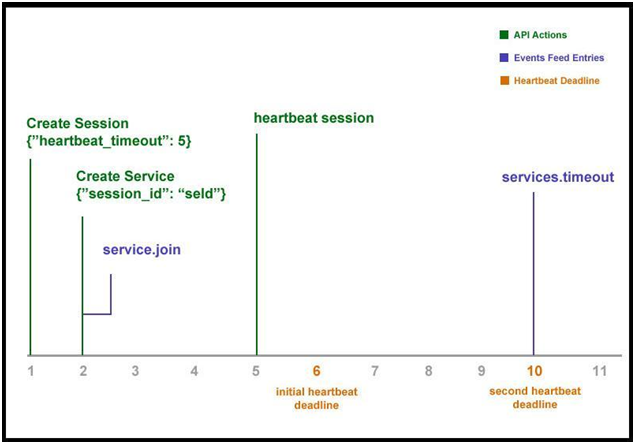 API Actions
Events Feed Entries
Heartbeat Deadline
Create Session
{"heartbeat_timeout": 5}
heartbeat session
Create Service
{"session_id": “seId”}
services.timeout
service.join
1 2 3 4 5 6 7 8 9 10 11
initial heartbeat
deadline
second heartbeat
deadline